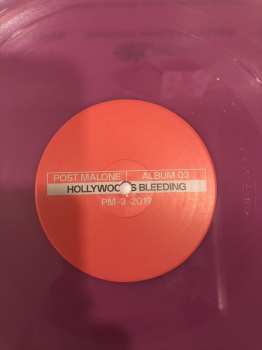 POST MALONE ALBUM 03
HOLLYWOOD'S BLEEDING
PM-3-2019